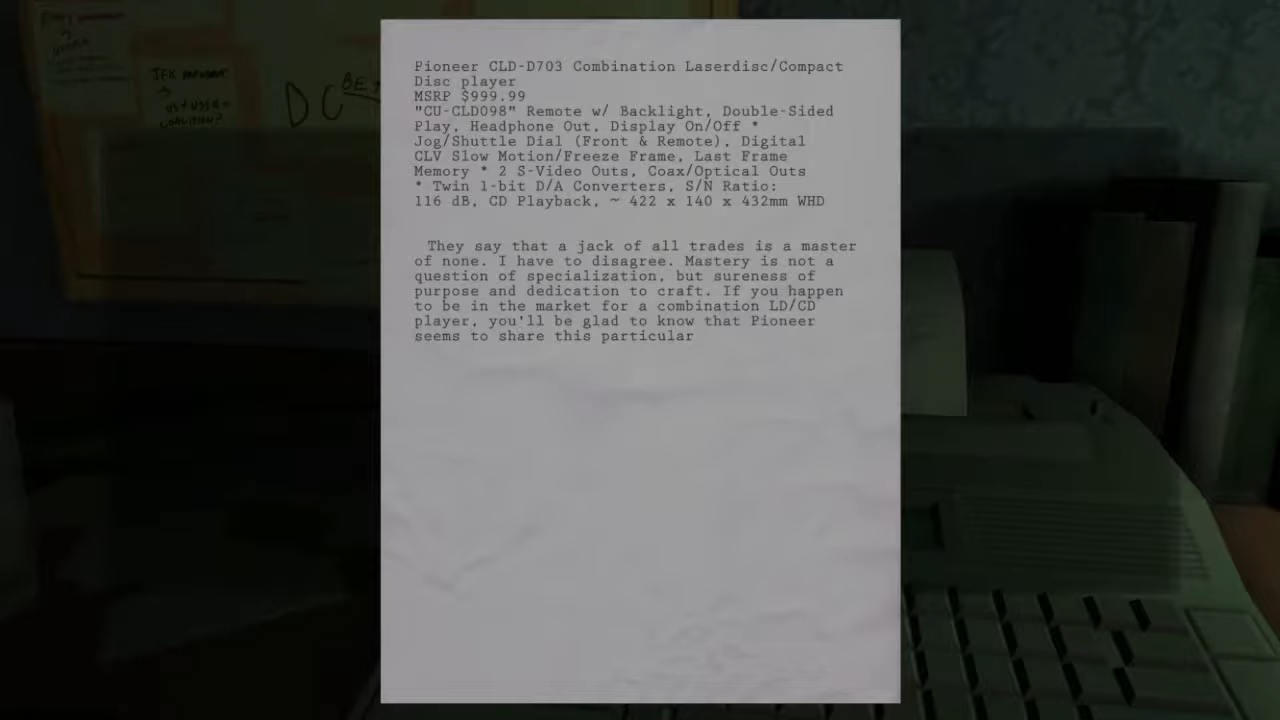 Pioneer CLD-D703 Combination Laserdisc/Compact
Disc player
MSRP $999.99
"CU-CLD098" Remote w/ Backlight, Double-Sided
Play, Headphone Out, Display On/Off *
Jog/Shuttle Dial (Front & Remote), Digital
CLV Slow Motion/Freeze Frame, Last Frame
Memory * 2 S-Video Outs, Coax/Optical Outs
* Twin 1-bit D/A Converters, S/N Ratio:
116 dB, CD Playback, ~ 422 x 140 x 432mm WHD
They say that a jack of all trades is a master
of none. I have to disagree. Mastery is not a
question of specialization, but sureness of
purpose and dedication to craft. If you happen
to be in the market for a combination LD/CD
player, you'll be glad to know that Pioneer
seems to share this particular
JFK
COALITION?
DC